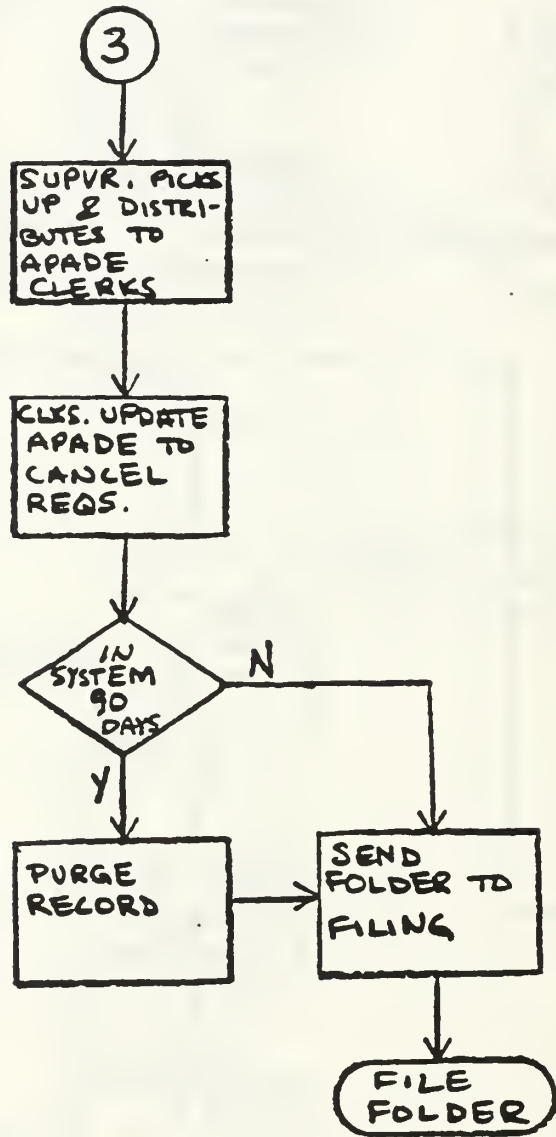 3
SUPVR. PICKS
UP & DISTRI-
BUTES TO
APADE
CLERKS
CLKS. UPDATE
APADE TO
CANCEL
REQS.
IN
SYSTEM
90
DAYS
N
Y
PURGE
RECORD
SEND
FOLDER TO
FILING
FILE
FOLDER